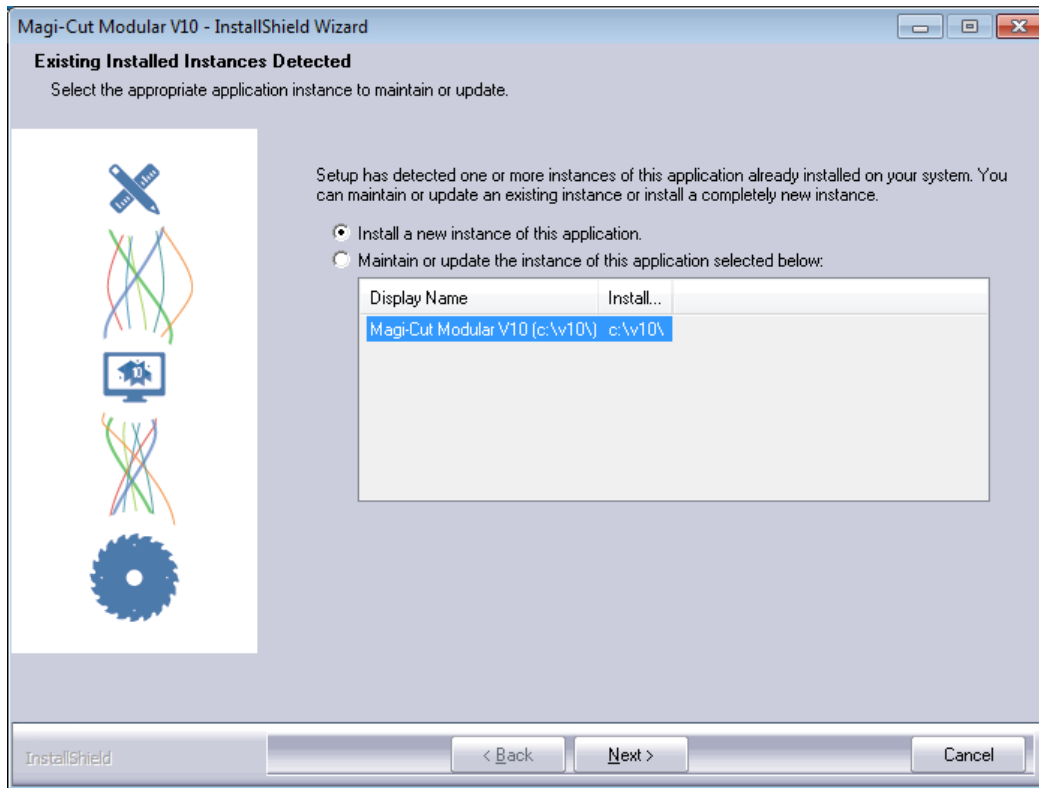 Magi-Cut Modular V10 - InstallShield Wizard
Existing Installed Instances Detected
Select the appropriate application instance to maintain or update.
Setup has detected one or more instances of this application already installed on your system. You
can maintain or update an existing instance or install a completely new instance.
Install a new instance of this application.
Maintain or update the instance of this application selected below:
Display Name Install...
Magi-Cut Modular V10 (c:\v10\) c:\v10\
10
InstallShield
< Back Next > Cancel